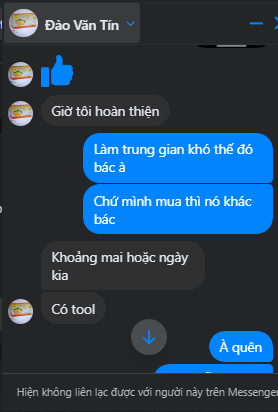 Đào Văn Tín
Giờ tôi hoàn thiện
Làm trung gian khó thế đó
bác à
Chứ mình mua thì nó khác
bác
Khoảng mai hoặc ngày
kia
Có tool
À quên
Hiện không liên lạc được với người này trên Messenger